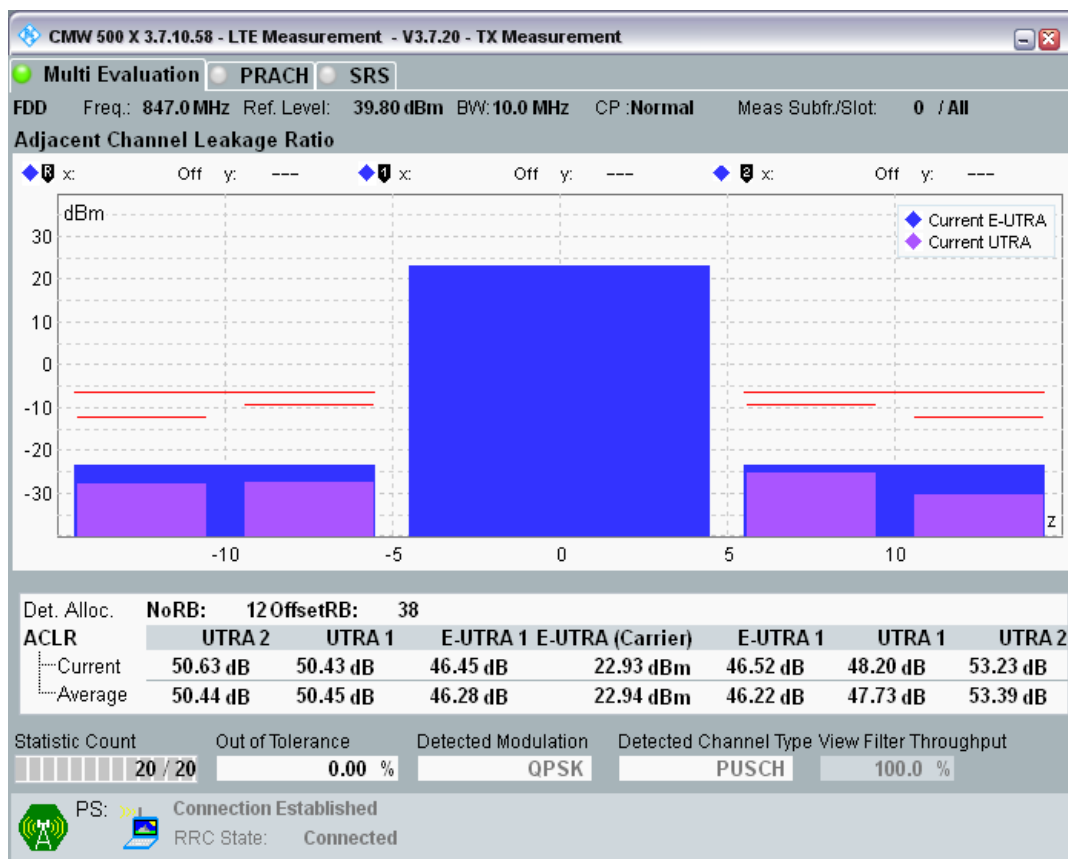 CMW 500 X 3.7.10.58 - LTE Measurement - V3.7.20 - TX Measurement
Multi Evaluation PRACH SRS
FDD Freq.: 847.0 MHz Ref. Level: 39.80 dBm BW: 10.0 MHz CP :Normal Meas Subfr./Slot: 0 / All
Adjacent Channel Leakage Ratio
R x: Off y: --- 1 x: Off y: --- 2 x: Off y: ---
dBm
Current E-UTRA
Current UTRA
30
20
10
0
-10
-20
-30
z
-10 -5 0 5 10
Det. Alloc. NoRB: 12 OffsetRB: 38
ACLR UTRA 2 UTRA 1 E-UTRA 1 E-UTRA (Carrier) E-UTRA 1 UTRA 1 UTRA 2
Current 50.63 dB 50.43 dB 46.45 dB 22.93 dBm 46.52 dB 48.20 dB 53.23 dB
Average 50.44 dB 50.45 dB 46.28 dB 22.94 dBm 46.22 dB 47.73 dB 53.39 dB
Statistic Count Out of Tolerance Detected Modulation Detected Channel Type View Filter Throughput
20 / 20 0.00 % QPSK PUSCH 100.0 %
PS: Connection Established
RRC State: Connected